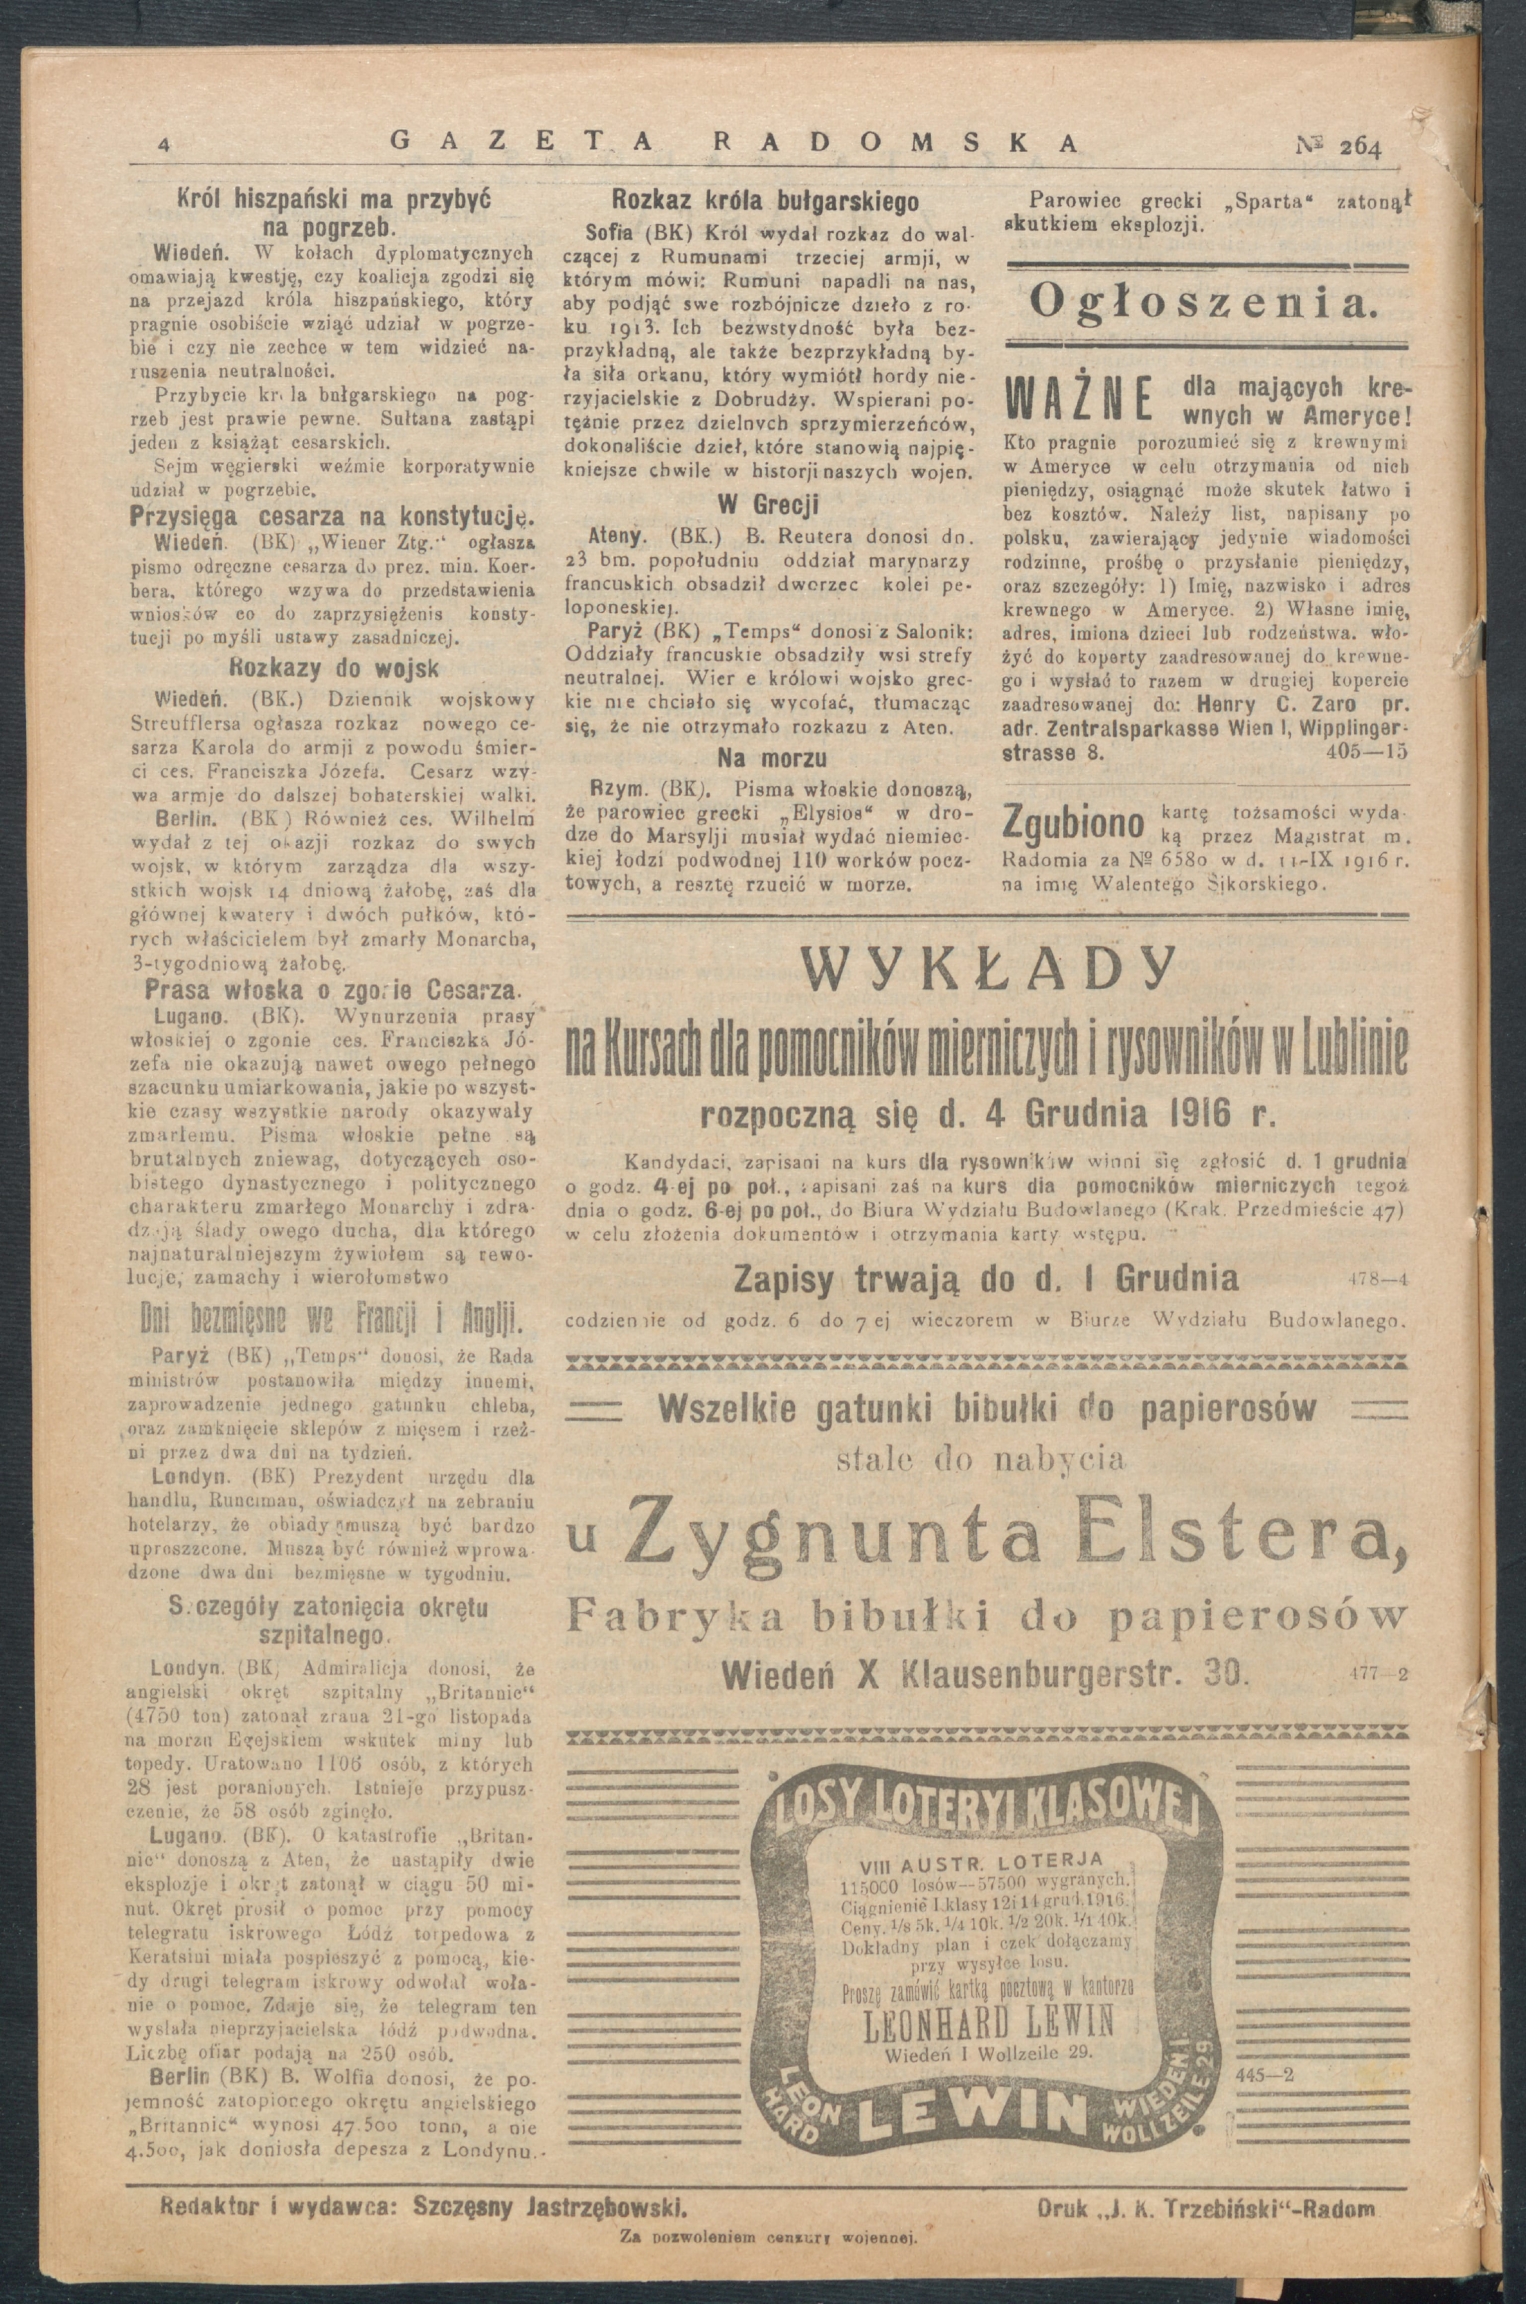 4
GAZETA RADOMSKA
№ 264
Król hiszpański ma przybyć
na pogrzeb.
Wiedeń. W kołach dyplomatycznych
omawiają kwestję, czy koalicja zgodzi się
na przejazd króla hiszpańskiego, który
pragnie osobiście wziąć udział w pogrze-
bie i czy nie zechce w tem widzieć na-
ruszenia neutralności.
Przybycie kr la bułgarskiego na pog-
rzeb jest prawie pewne. Sułtana zastąpi
jeden z książąt cesarskich.
Sejm węgierski weźmie korporatywnie
udział w pogrzebie.
Przysięga cesarza na konstytucję.
Wiedeń. (BK) „Wiener Ztg." ogłasza
pismo odręczne cesarza do prez. min. Koer-
bera, którego wzywa do przedstawienia
wniosków co do zaprzysiężenis konsty-
tucji po myśli ustawy zasadniczej.
Rozkazy do wojsk
Wiedeń. (BK.) Dziennik wojskowy
Streufflersa ogłasza rozkaz nowego ce-
sarza Karola do armji z powodu śmier-
ci ces. Franciszka Józefa. Cesarz wzy-
wa armje do dalszej bohaterskiej walki.
Berlin. (BK) Również ces. Wilhelm
wydał z tej okazji rozkaz do swych
wojsk, w którym zarządza dla wszy-
stkich wojsk 14 dniową żałobę, zaś dla
głównej kwatery i dwóch pułków, któ-
rych właścicielem był zmarły Monarcha,
3-tygodniową żałobę.
Prasa włoska o zgonie Cesarza.
Lugano. (BK). Wynurzenia prasy
włoskiej o zgonie ces. Franciszka Jó-
zefa nie okazują nawet owego pełnego
szacunku umiarkowania, jakie po wszyst-
kie czasy wszystkie narody okazywały
zmarłemu. Pisma włoskie pełne są
brutalnych zniewag, dotyczących oso-
bistego dynastycznego i politycznego
charakteru zmarłego Monarchy i zdra-
dzają ślady owego ducha, dla którego
najnaturalniejszym żywiołem są rewo-
lucje, zamachy i wierołomstwo
Dni bezmięsne we Francji i Anglji.
Paryż (BK) „Temps" donosi, że Rada
ministrów postanowiła między innemi,
zaprowadzenie jednego gatunku chleba,
oraz zamknięcie sklepów z mięsem i rzeź-
ni przez dwa dni na tydzień.
Londyn. (BK) Prezydent urzędu dla
handlu, Runciman, oświadczył na zebraniu
hotelarzy, że obiady muszą być bardzo
uproszzcone. Muszą być również wprowa-
dzone dwa dni bezmięsne w tygodniu.
S.czegóły zatonięcia okrętu
szpitalnego.
Londyn. (BK) Admiralicja donosi, że
angielski okręt szpitalny „Britannic"
(4750 ton) zatonął zrana 21-go listopada
na morzu Egejskiem wskutek miny lub
topedy. Uratowano 1106 osób, z których
28 jest poranionych. Istnieje przypusz-
czenie, że 58 osób zginęło.
Lugano. (BK). O katastrofie „Britan-
nic" donoszą z Aten, że nastąpiły dwie
eksplozje i okręt zatonął w ciągu 50 mi-
nut. Okręt prosił o pomoc przy pomocy
telegratu iskrowego Łódź torpedowa z
Keratsini miała pospieszyć z pomocą, kie-
dy drugi telegram iskrowy odwołał woła-
nie o pomoc. Zdaje się, że telegram ten
wysłała nieprzyjacielska łódź podwodna.
Liczbę ofiar podają na 250 osób.
Berlin (BK) B. Wolfia donosi, że po-
jemność zatopionego okrętu angielskiego
„Britannic" wynosi 47.500 tonn, a nie
4.500, jak doniosła depesza z Londynu.
Rozkaz króla bułgarskiego
Sofia (BK) Król wydał rozkaz do wal-
czącej z Rumunami trzeciej armji, w
którym mówi: Rumuni napadli na nas,
aby podjąć swe rozbójnicze dzieło z ro-
ku 1913. Ich bezwstydność była bez-
przykładną, ale także bezprzykładną by-
ła siła orkanu, który wymiótł hordy nie-
rzyjacielskie z Dobrudży. Wspierani po-
tężnie przez dzielnych sprzymierzeńców,
dokonaliście dzieł, które stanowią najpię-
kniejsze chwile w historji naszych wojen.
W Grecji
Ateny. (BK.) B. Reutera donosi dn.
23 bm. popołudniu oddział marynarzy
francuskich obsadził dworzec kolei pe-
loponeskiej.
Paryż (BK) „Temps" donosi z Salonik:
Oddziały francuskie obsadziły wsi strefy
neutralnej. Wier e królowi wojsko grec-
kie nie chciało się wycofać, tłumacząc
się, że nie otrzymało rozkazu z Aten.
Na morzu
Rzym. (BK). Pisma włoskie donoszą,
że parowiec grecki „Elysios" w dro-
dze do Marsylji musiał wydać niemiec-
kiej łodzi podwodnej 110 worków pocz-
towych, a resztę rzucić w morze.
Parowiec grecki „Sparta" zatonął
skutkiem eksplozji.
Ogłoszenia.
WAŻNE dla mających kre-
wnych w Ameryce!
Kto pragnie porozumieć się z krewnymi
w Ameryce w celu otrzymania od nich
pieniędzy, osiągnąć może skutek łatwo i
bez kosztów. Należy list, napisany po
polsku, zawierający jedynie wiadomości
rodzinne, prośbę o przysłanie pieniędzy,
oraz szczegóły: 1) Imię, nazwisko i adres
krewnego w Ameryce. 2) Własne imię,
adres, imiona dzieci lub rodzeństwa. wło-
żyć do koperty zaadresowanej do krewne-
go i wysłać to razem w drugiej kopercie
zaadresowanej do: Henry C. Zaro pr.
adr. Zentralsparkasse Wien I, Wipplinger-
strasse 8. 405—15
Zgubiono kartę tożsamości wyda-
ką przez Magistrat m.
Radomia za № 6580 w d. 11-IX 1916 r.
na imię Walentego Sikorskiego.
WYKŁADY
na Kursach dla pomocników mierniczych i rysowników w Lublinie
rozpoczną się d. 4 Grudnia 1916 r.
Kandydaci, zapisani na kurs dla rysowników winni się zgłosić d. 1 grudnia
o godz. 4-ej po poł., zapisani zaś na kurs dla pomocników mierniczych tegoż
dnia o godz. 6-ej po poł., do Biura Wydziału Budowlanego (Krak. Przedmieście 47)
w celu złożenia dokumentów i otrzymania karty wstępu.
Zapisy trwają do d. 1 Grudnia 478—4
codziennie od godz. 6 do 7 ej wieczorem w Biurze Wydziału Budowlanego.
Wszelkie gatunki bibułki do papierosów
stale do nabycia
u Zygnunta Elstera,
Fabryka bibułki do papierosów
Wiedeń X Klausenburgerstr. 30. 477—2
LOSY LOTERYI KLASOWEJ
VIII AUSTR. LOTERJA
115000 losów—57500 wygranych.
Ciągnienie I.klasy 12 i 14 grud. 1916.
Ceny. 1/8 5k. 1/4 10k. 1/2 20k. 1/1 40k.
Dokładny plan i czek dołączamy
przy wysyłce losu.
Proszę zamówić kartką pocztową w kantorze
LEONHARD LEWIN
Wiedeń I Wollzeile 29.
LEON
HARD
LEWIN
WIEDEŃ I.
WOLLZEILE 29.
445—2
Redaktor i wydawca: Szczęsny Jastrzębowski.
Druk „J. K. Trzebiński"-Radom
Za pozwoleniem cenzury wojennej.